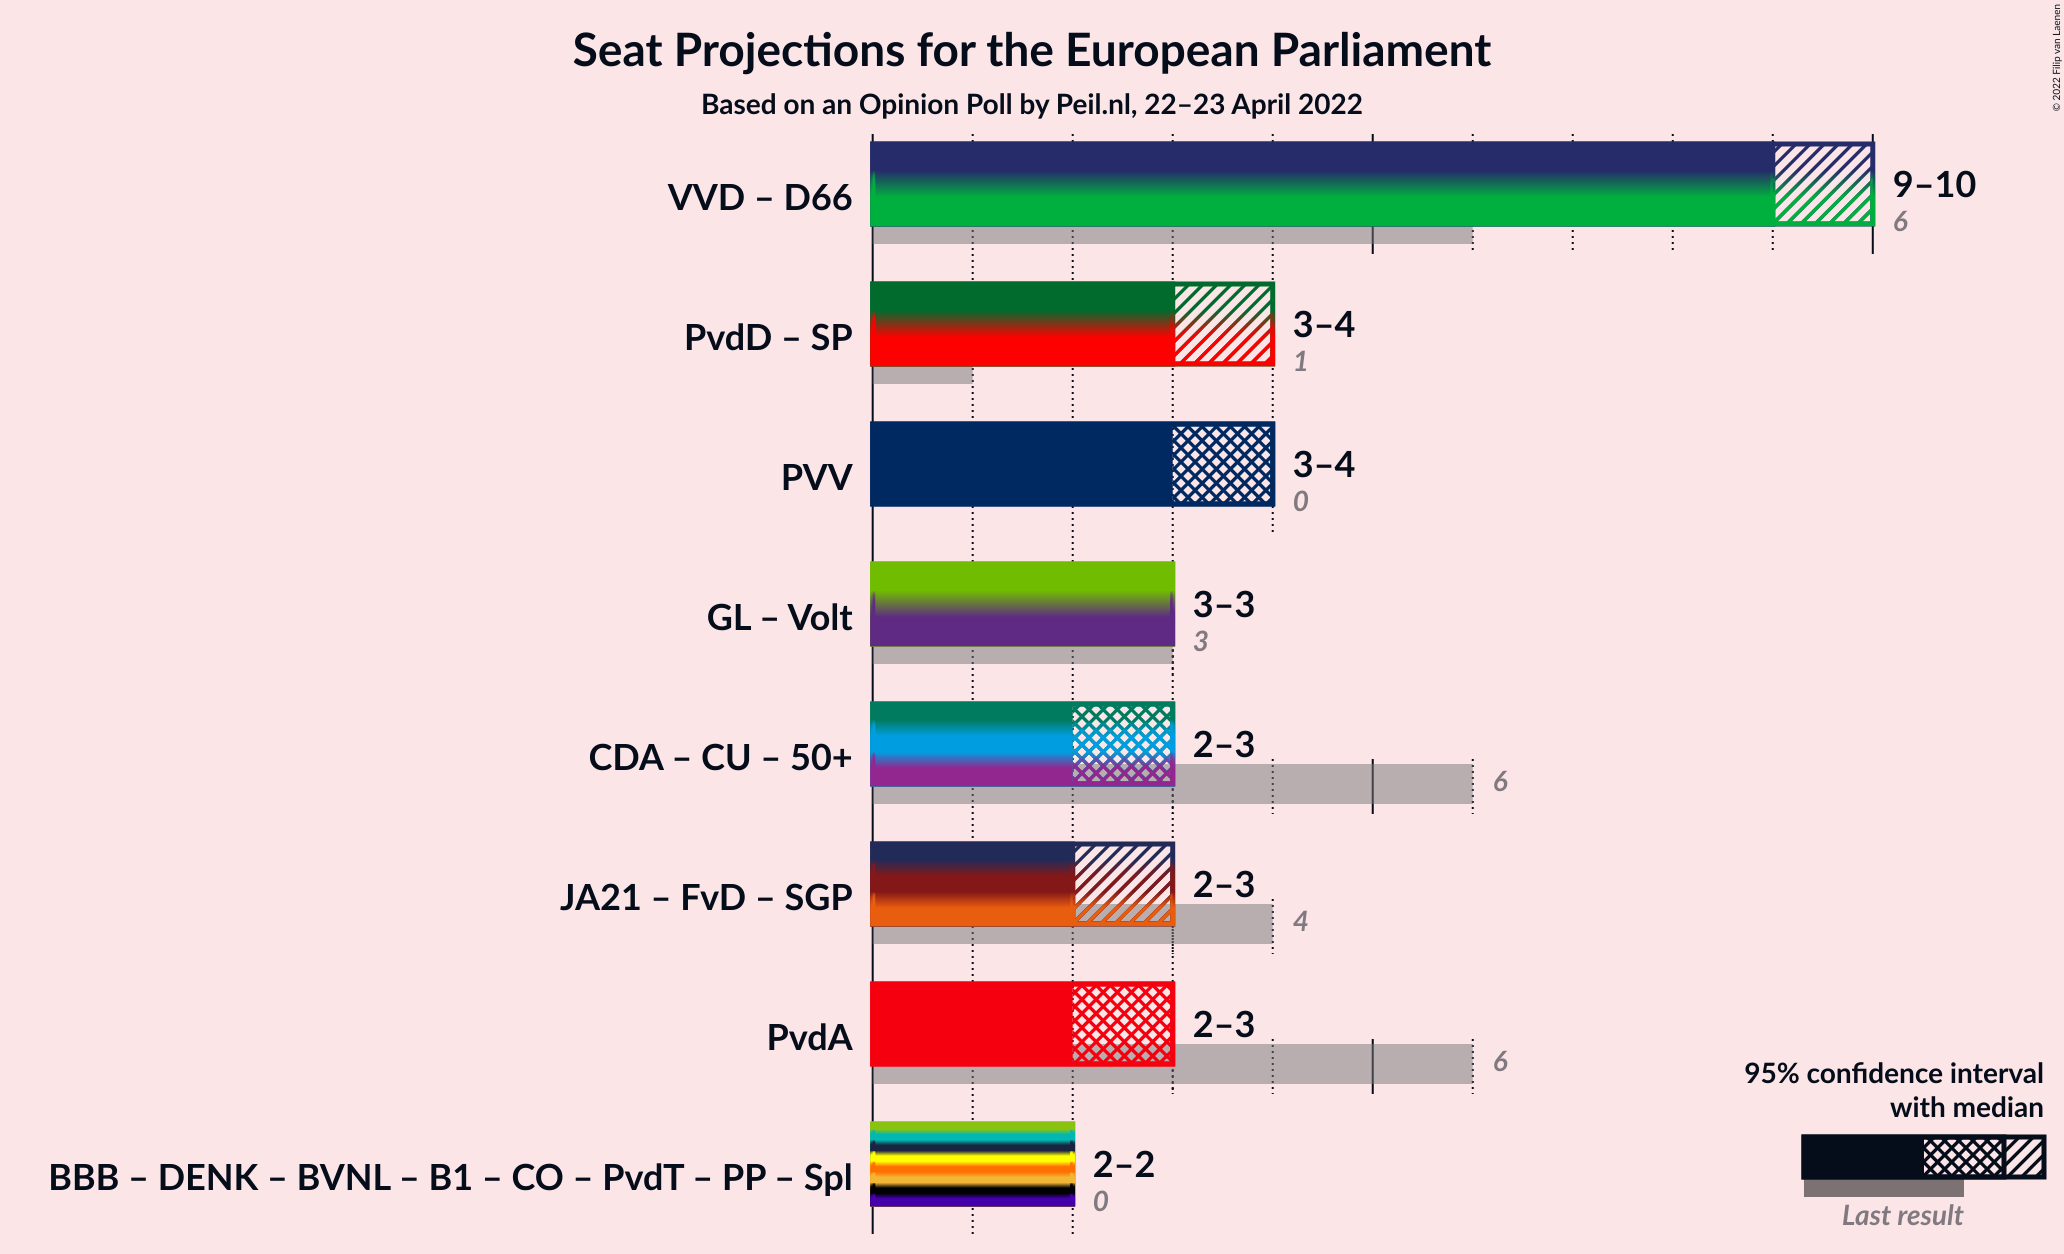 Seat Projections for the European Parliament
Based on an Opinion Poll by Peil.nl, 22–23 April 2022
© 2022 Filip van Laenen
VVD – D66
9–10
6
PvdD – SP
3–4
1
PVV
3–4
0
GL – Volt
3–3
3
CDA – CU – 50+
2–3
6
JA21 – FvD – SGP
2–3
4
PvdA
2–3
6
BBB – DENK – BVNL – B1 – CO – PvdT – PP – Spl
2–2
0
95% confidence interval
with median
Last result